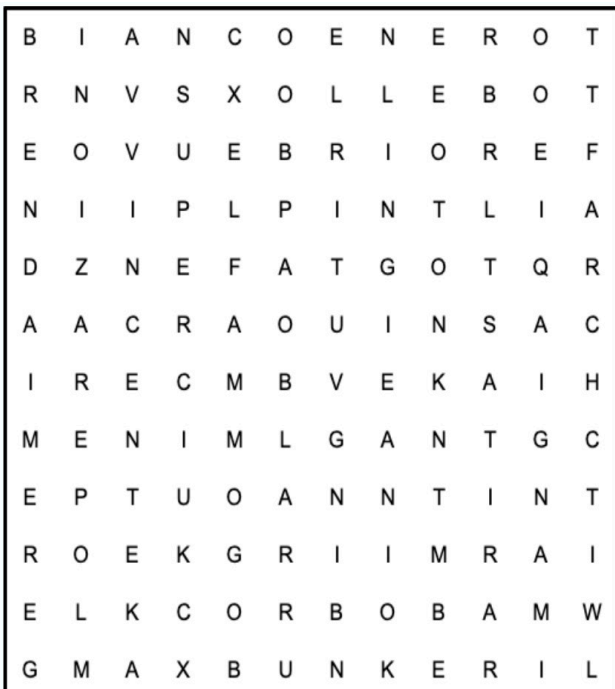 B I A N C O E N E R O T
R N V S X O L L E B O T
E O V U E B R I O R E F
N I I P L P I N T L I A
D Z N E F A T G O T Q R
A A C R A O U I N S A C
I R E C M B V E K A I H
M E N I M L G A N T G C
E P T U O A N N T I N T
R O E K G R I I M R A I
E L K C O R B O B A M W
G M A X B U N K E R I L